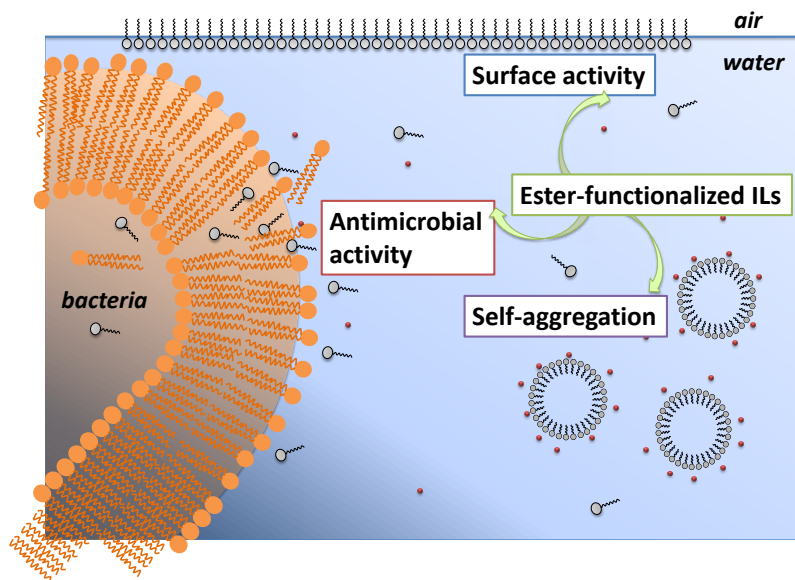 air
water
Surface activity
Ester-functionalized ILs
Antimicrobial
activity
bacteria
Self-aggregation